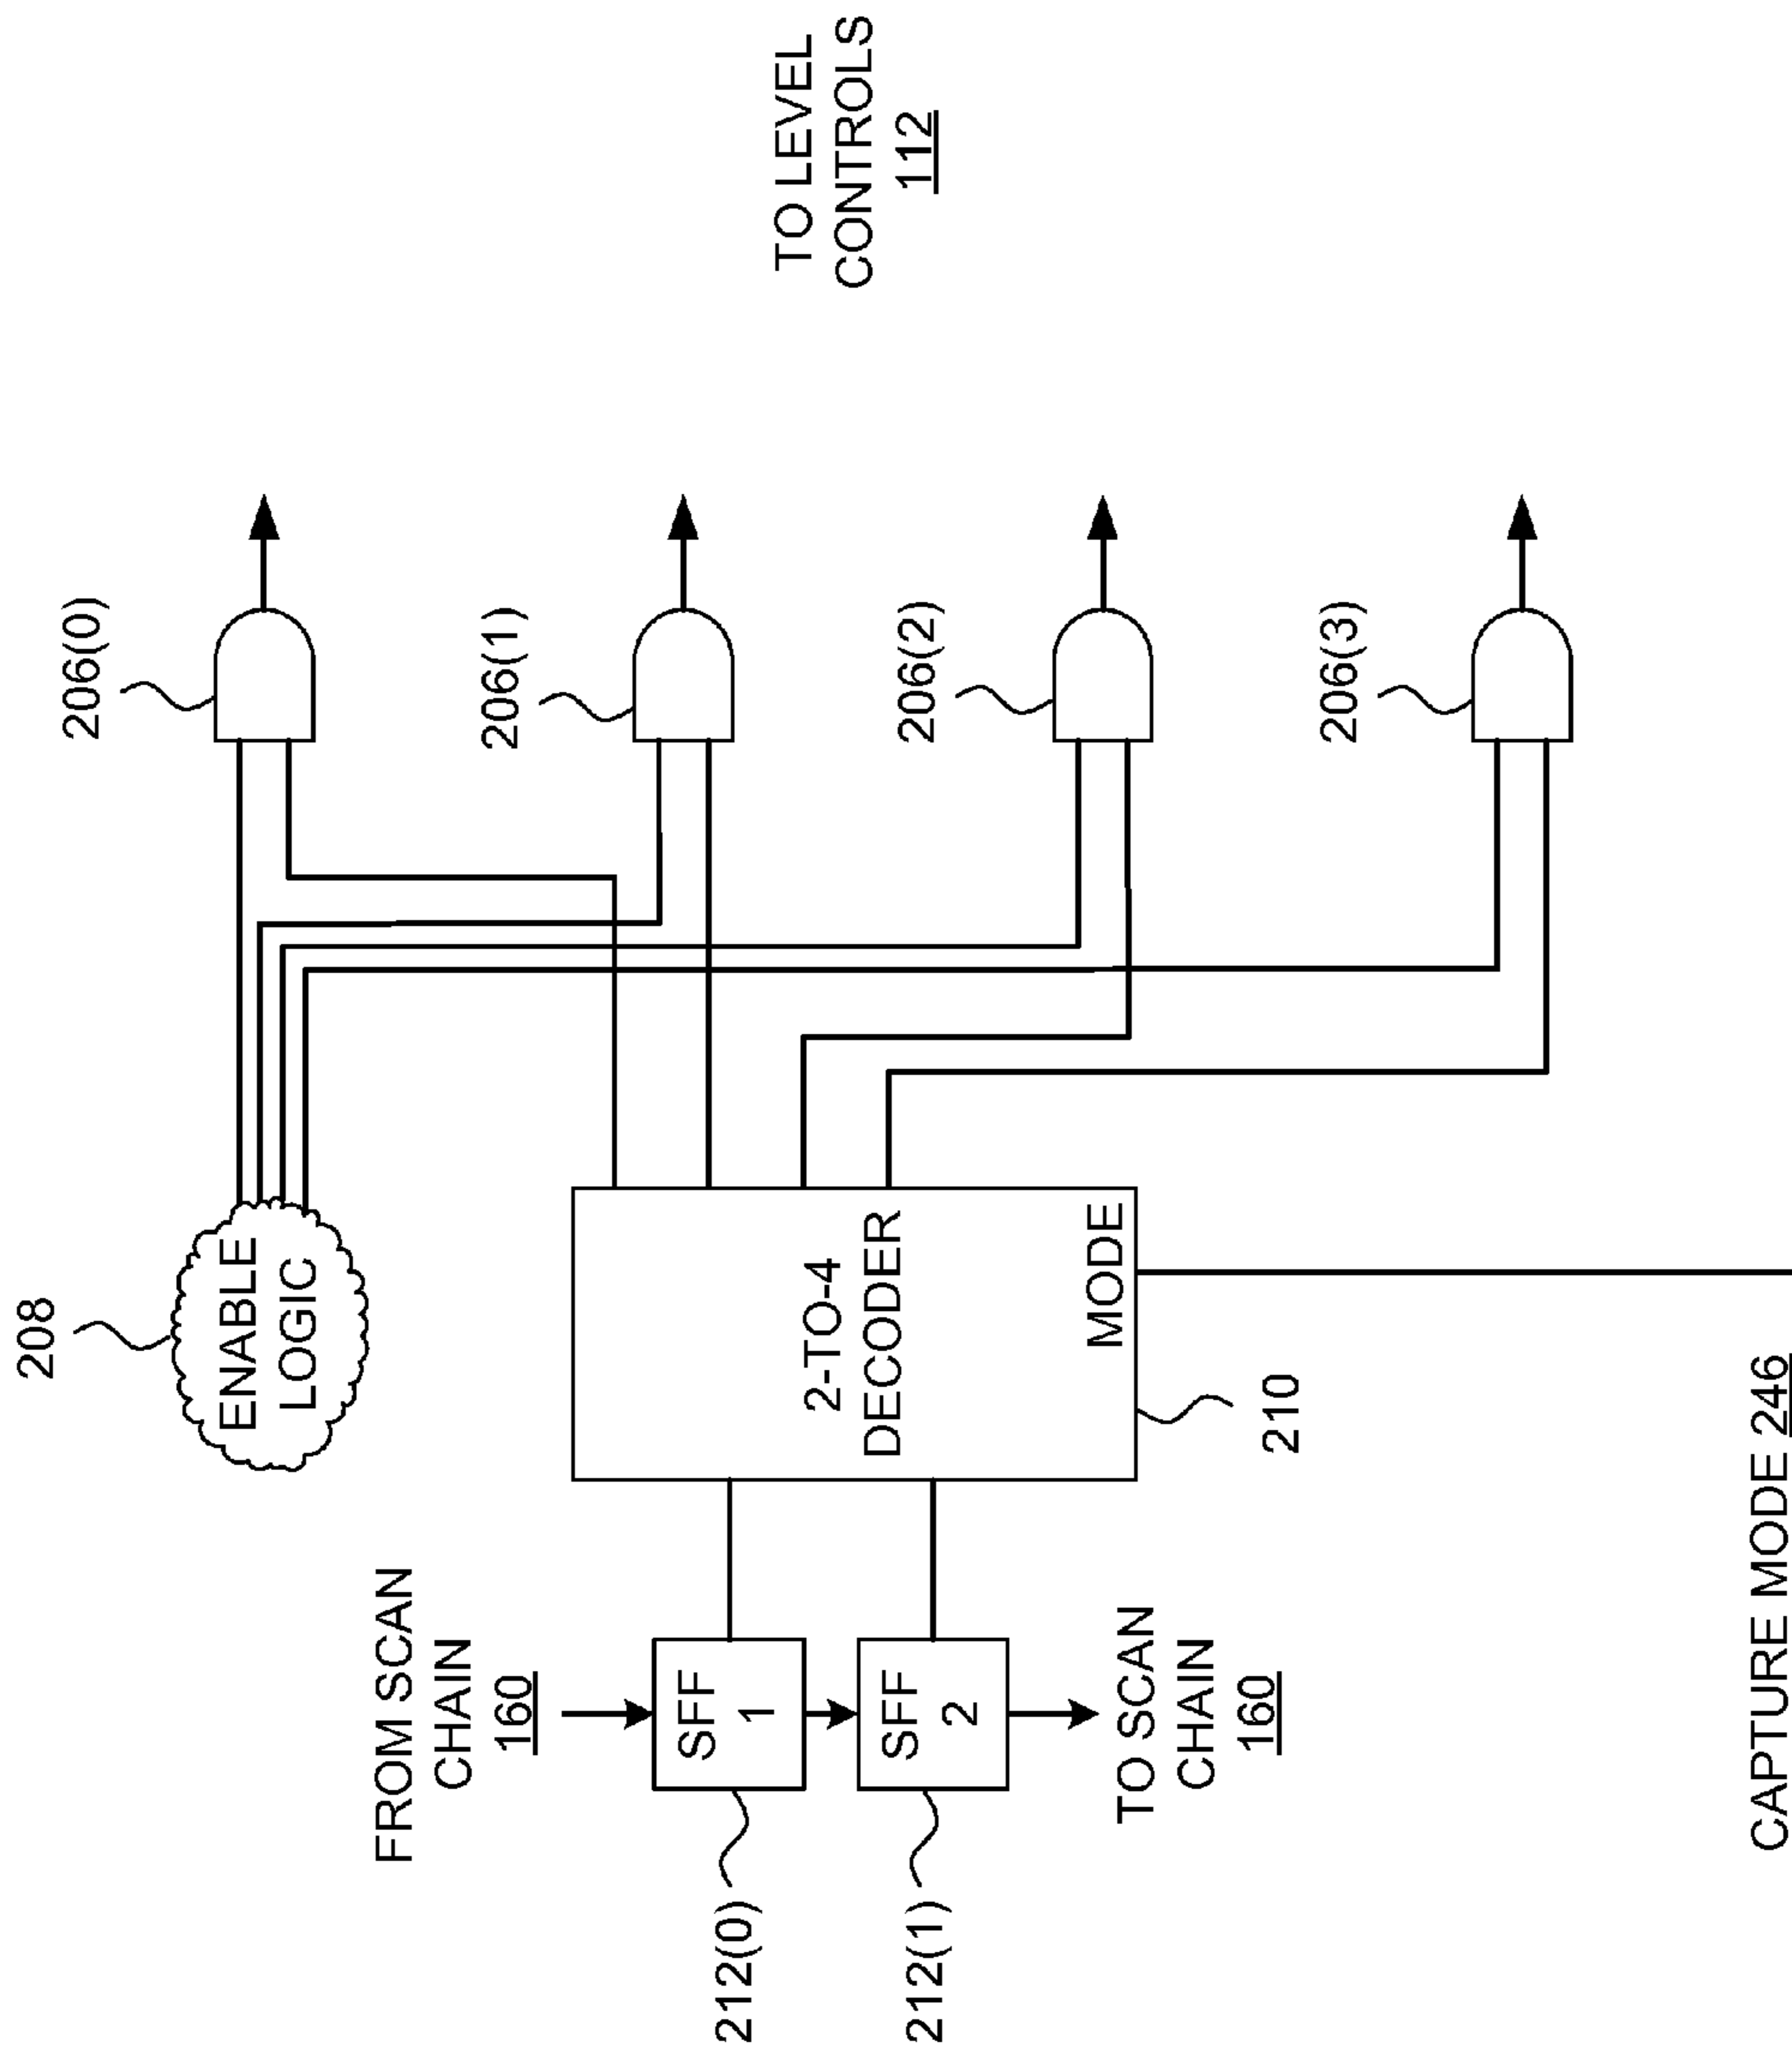 208
ENABLE
LOGIC
206(0)
206(1)
206(2)
206(3)
TO LEVEL
CONTROLS
112
FROM SCAN
CHAIN
160
212(0)
SFF
1
212(1)
SFF
2
TO SCAN
CHAIN
160
2-TO-4
DECODER
MODE
210
CAPTURE MODE 246